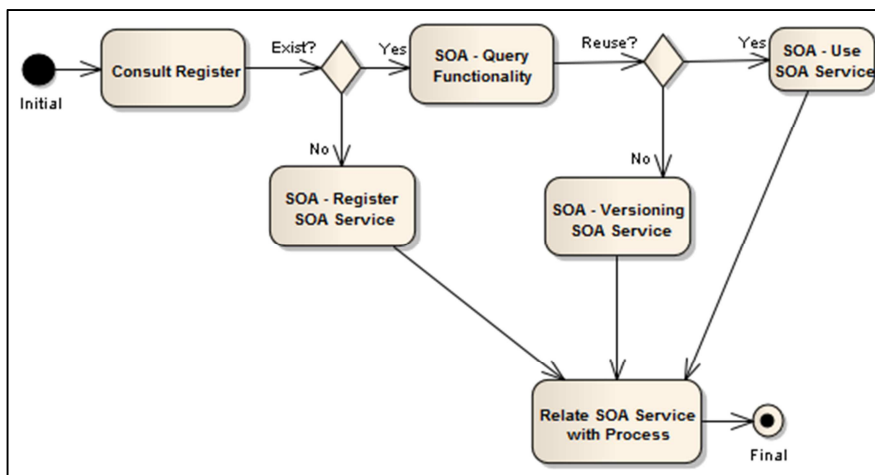 Exist?
Yes
SOA - Query
Functionality
Reuse?
Yes
SOA - Use
SOA Service
Consult Register
Initial
No
No
SOA - Register
SOA Service
SOA - Versioning
SOA Service
Relate SOA Service
with Process
Final